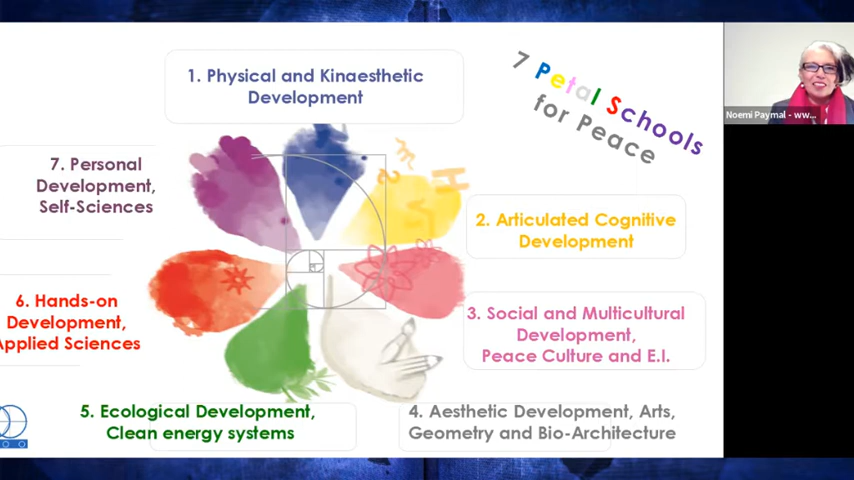 7 Petal Schools
for Peace
Noemi Paymal - ww...
1. Physical and Kinaesthetic
Development
2. Articulated Cognitive
Development
3. Social and Multicultural
Development,
Peace Culture and E.I.
4. Aesthetic Development, Arts,
Geometry and Bio-Architecture
5. Ecological Development,
Clean energy systems
6. Hands-on
Development,
Applied Sciences
7. Personal
Development,
Self-Sciences